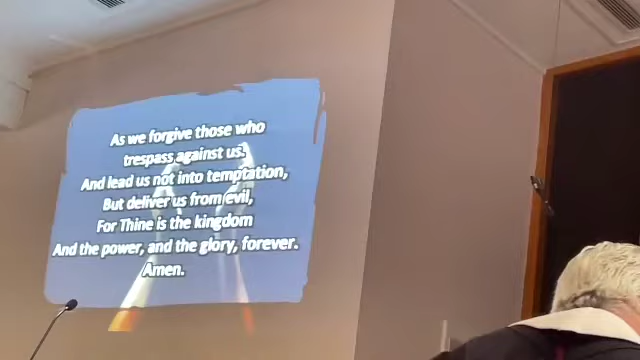 As we forgive those who
trespass against us.
And lead us not into temptation,
But deliver us from evil,
For Thine is the kingdom
And the power, and the glory, forever.
Amen.